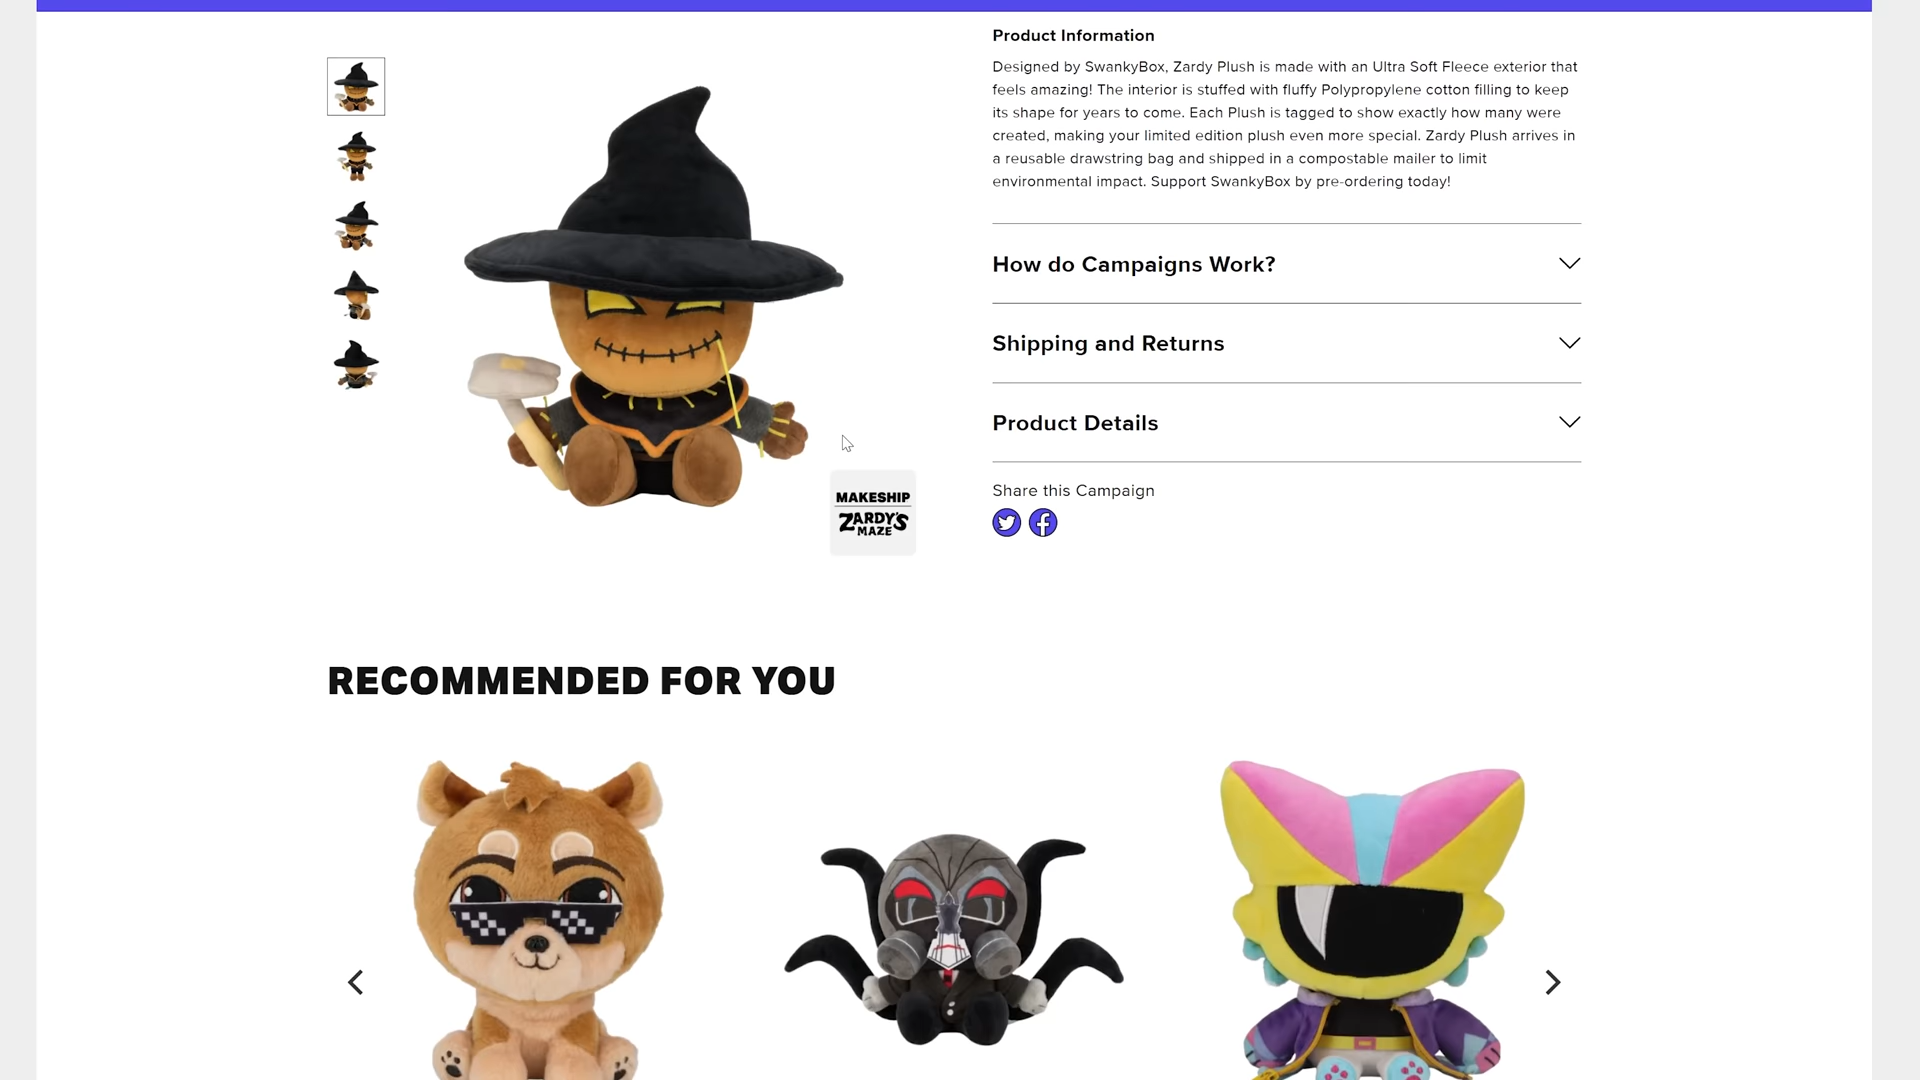 Product Information
Designed by SwankyBox, Zardy Plush is made with an Ultra Soft Fleece exterior that
feels amazing! The interior is stuffed with fluffy Polypropylene cotton filling to keep
its shape for years to come. Each Plush is tagged to show exactly how many were
created, making your limited edition plush even more special. Zardy Plush arrives in
a reusable drawstring bag and shipped in a compostable mailer to limit
environmental impact. Support SwankyBox by pre-ordering today!
How do Campaigns Work?
Shipping and Returns
Product Details
Share this Campaign
MAKESHIP
ZARDY'S
MAZE
RECOMMENDED FOR YOU